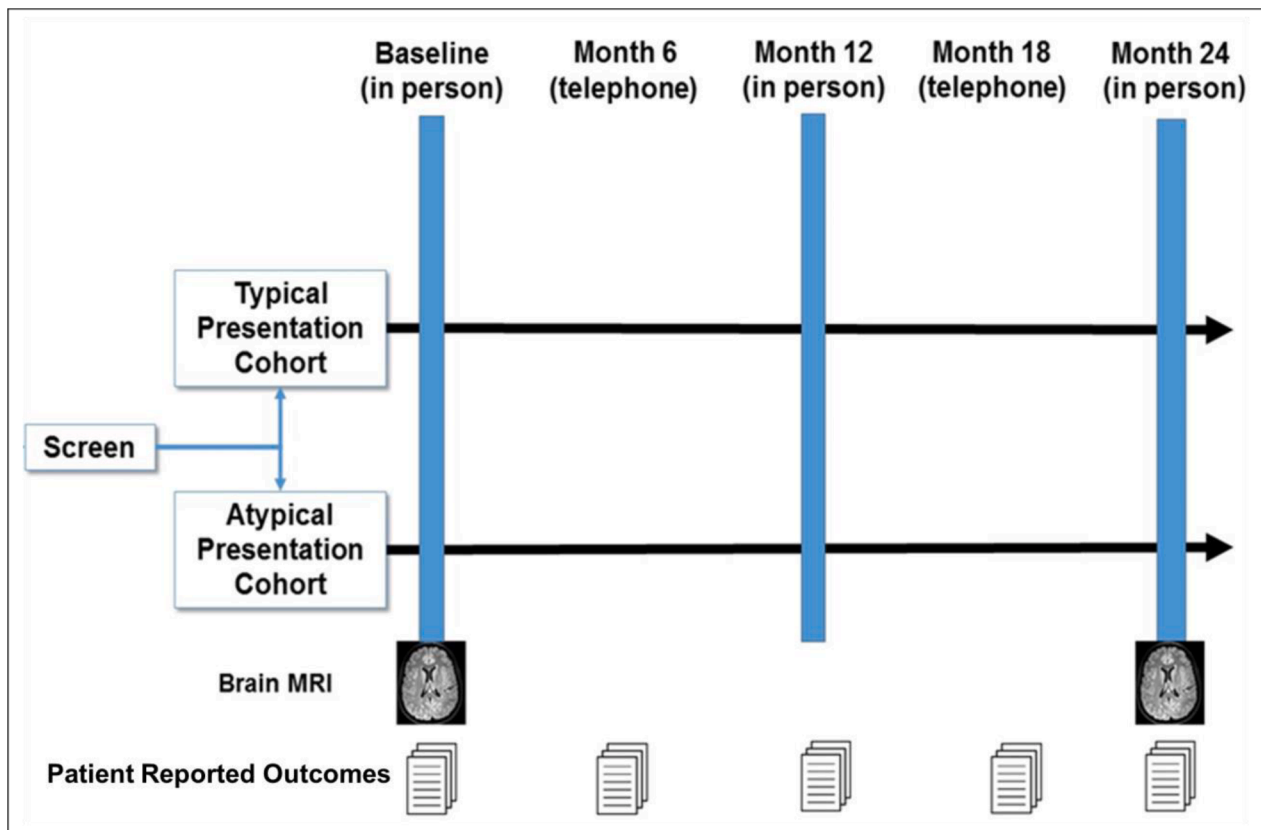 Baseline
(in person)
Month 6
(telephone)
Month 12
(in person)
Month 18
(telephone)
Month 24
(in person)
Typical
Presentation
Cohort
Screen
Atypical
Presentation
Cohort
Brain MRI
Patient Reported Outcomes